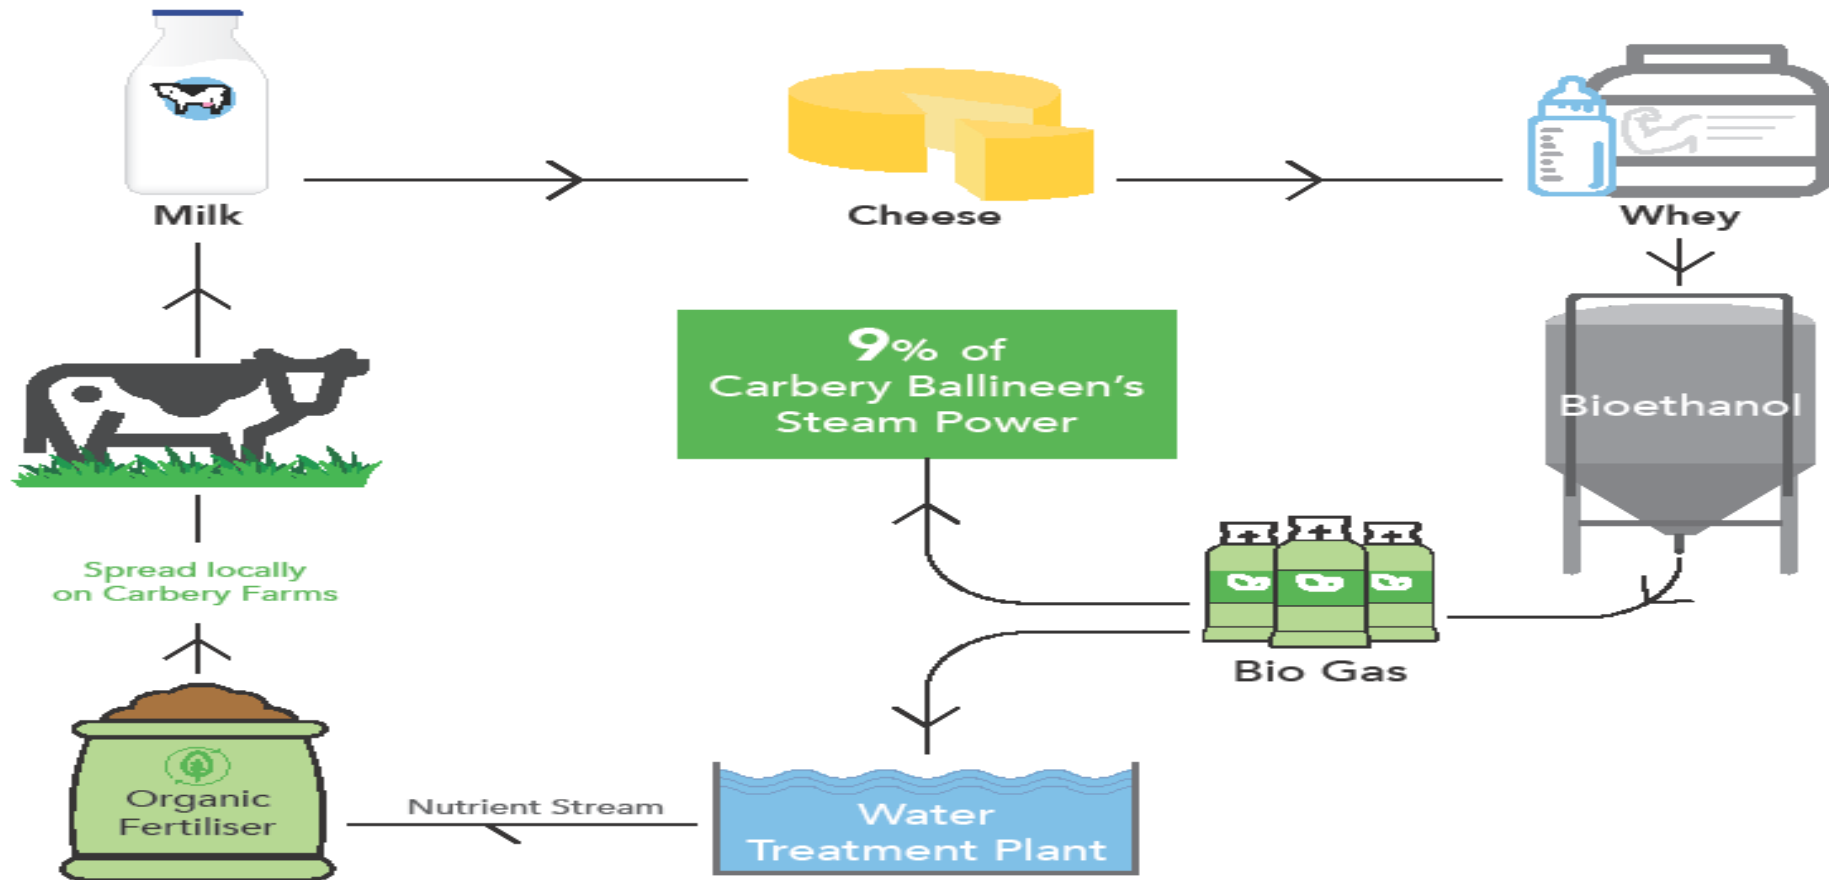 Milk
Cheese
Whey
9% of
Carbery Ballineen's
Steam Power
Bioethanol
Spread locally
on Carbery Farms
Bio Gas
Organic
Fertiliser
Nutrient Stream
Water
Treatment Plant